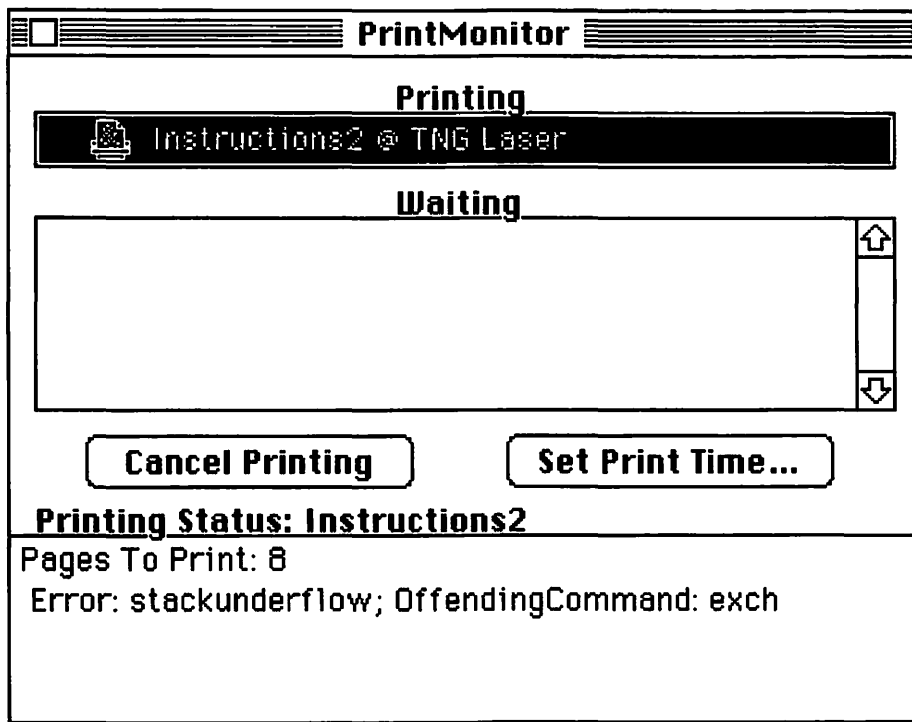 PrintMonitor
Printing
Instructions2 @ TNG Laser
Waiting
Cancel Printing
Set Print Time...
Printing Status: Instructions2
Pages To Print: 8
Error: stackunderflow; OffendingCommand: exch